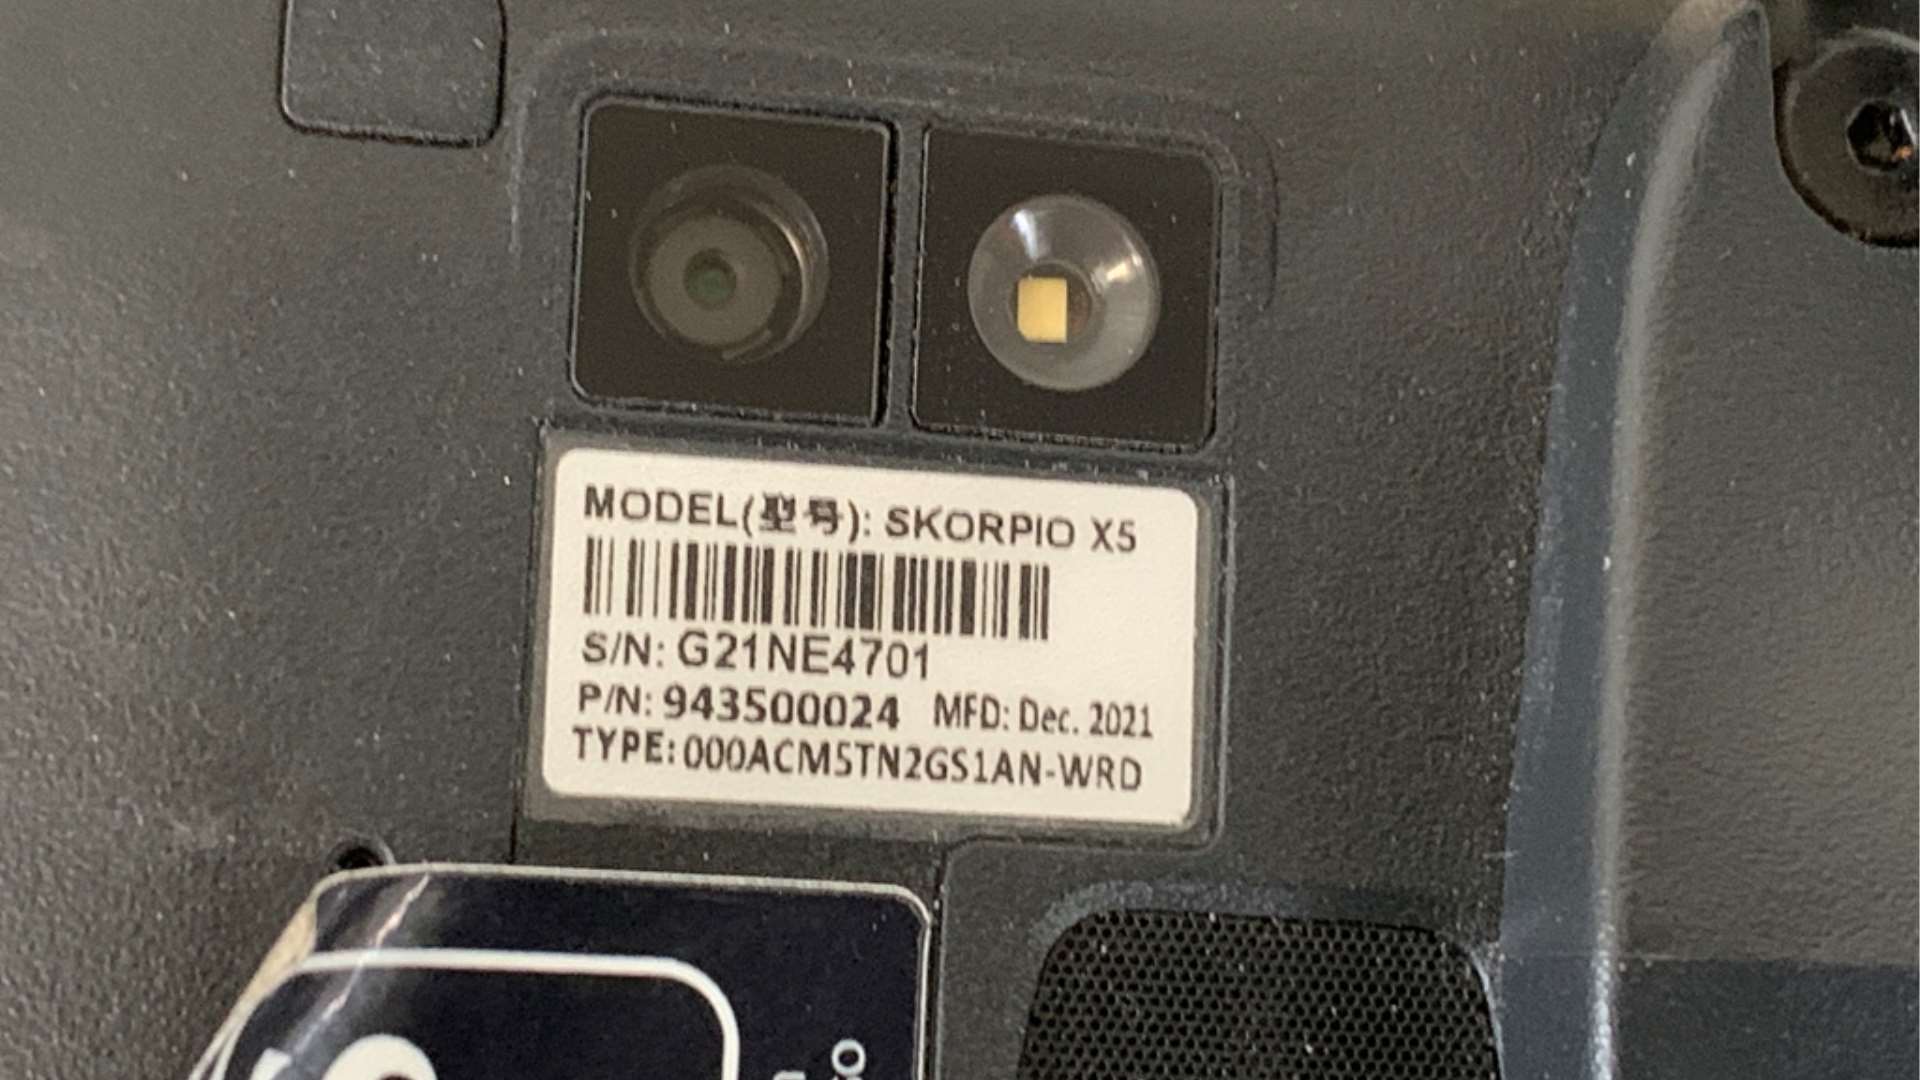 MODEL(型号): SKORPIO X5
S/N: G21NE4701
P/N: 943500024 MFD: Dec. 2021
TYPE: 000ACM5TN2GS1AN-WRD